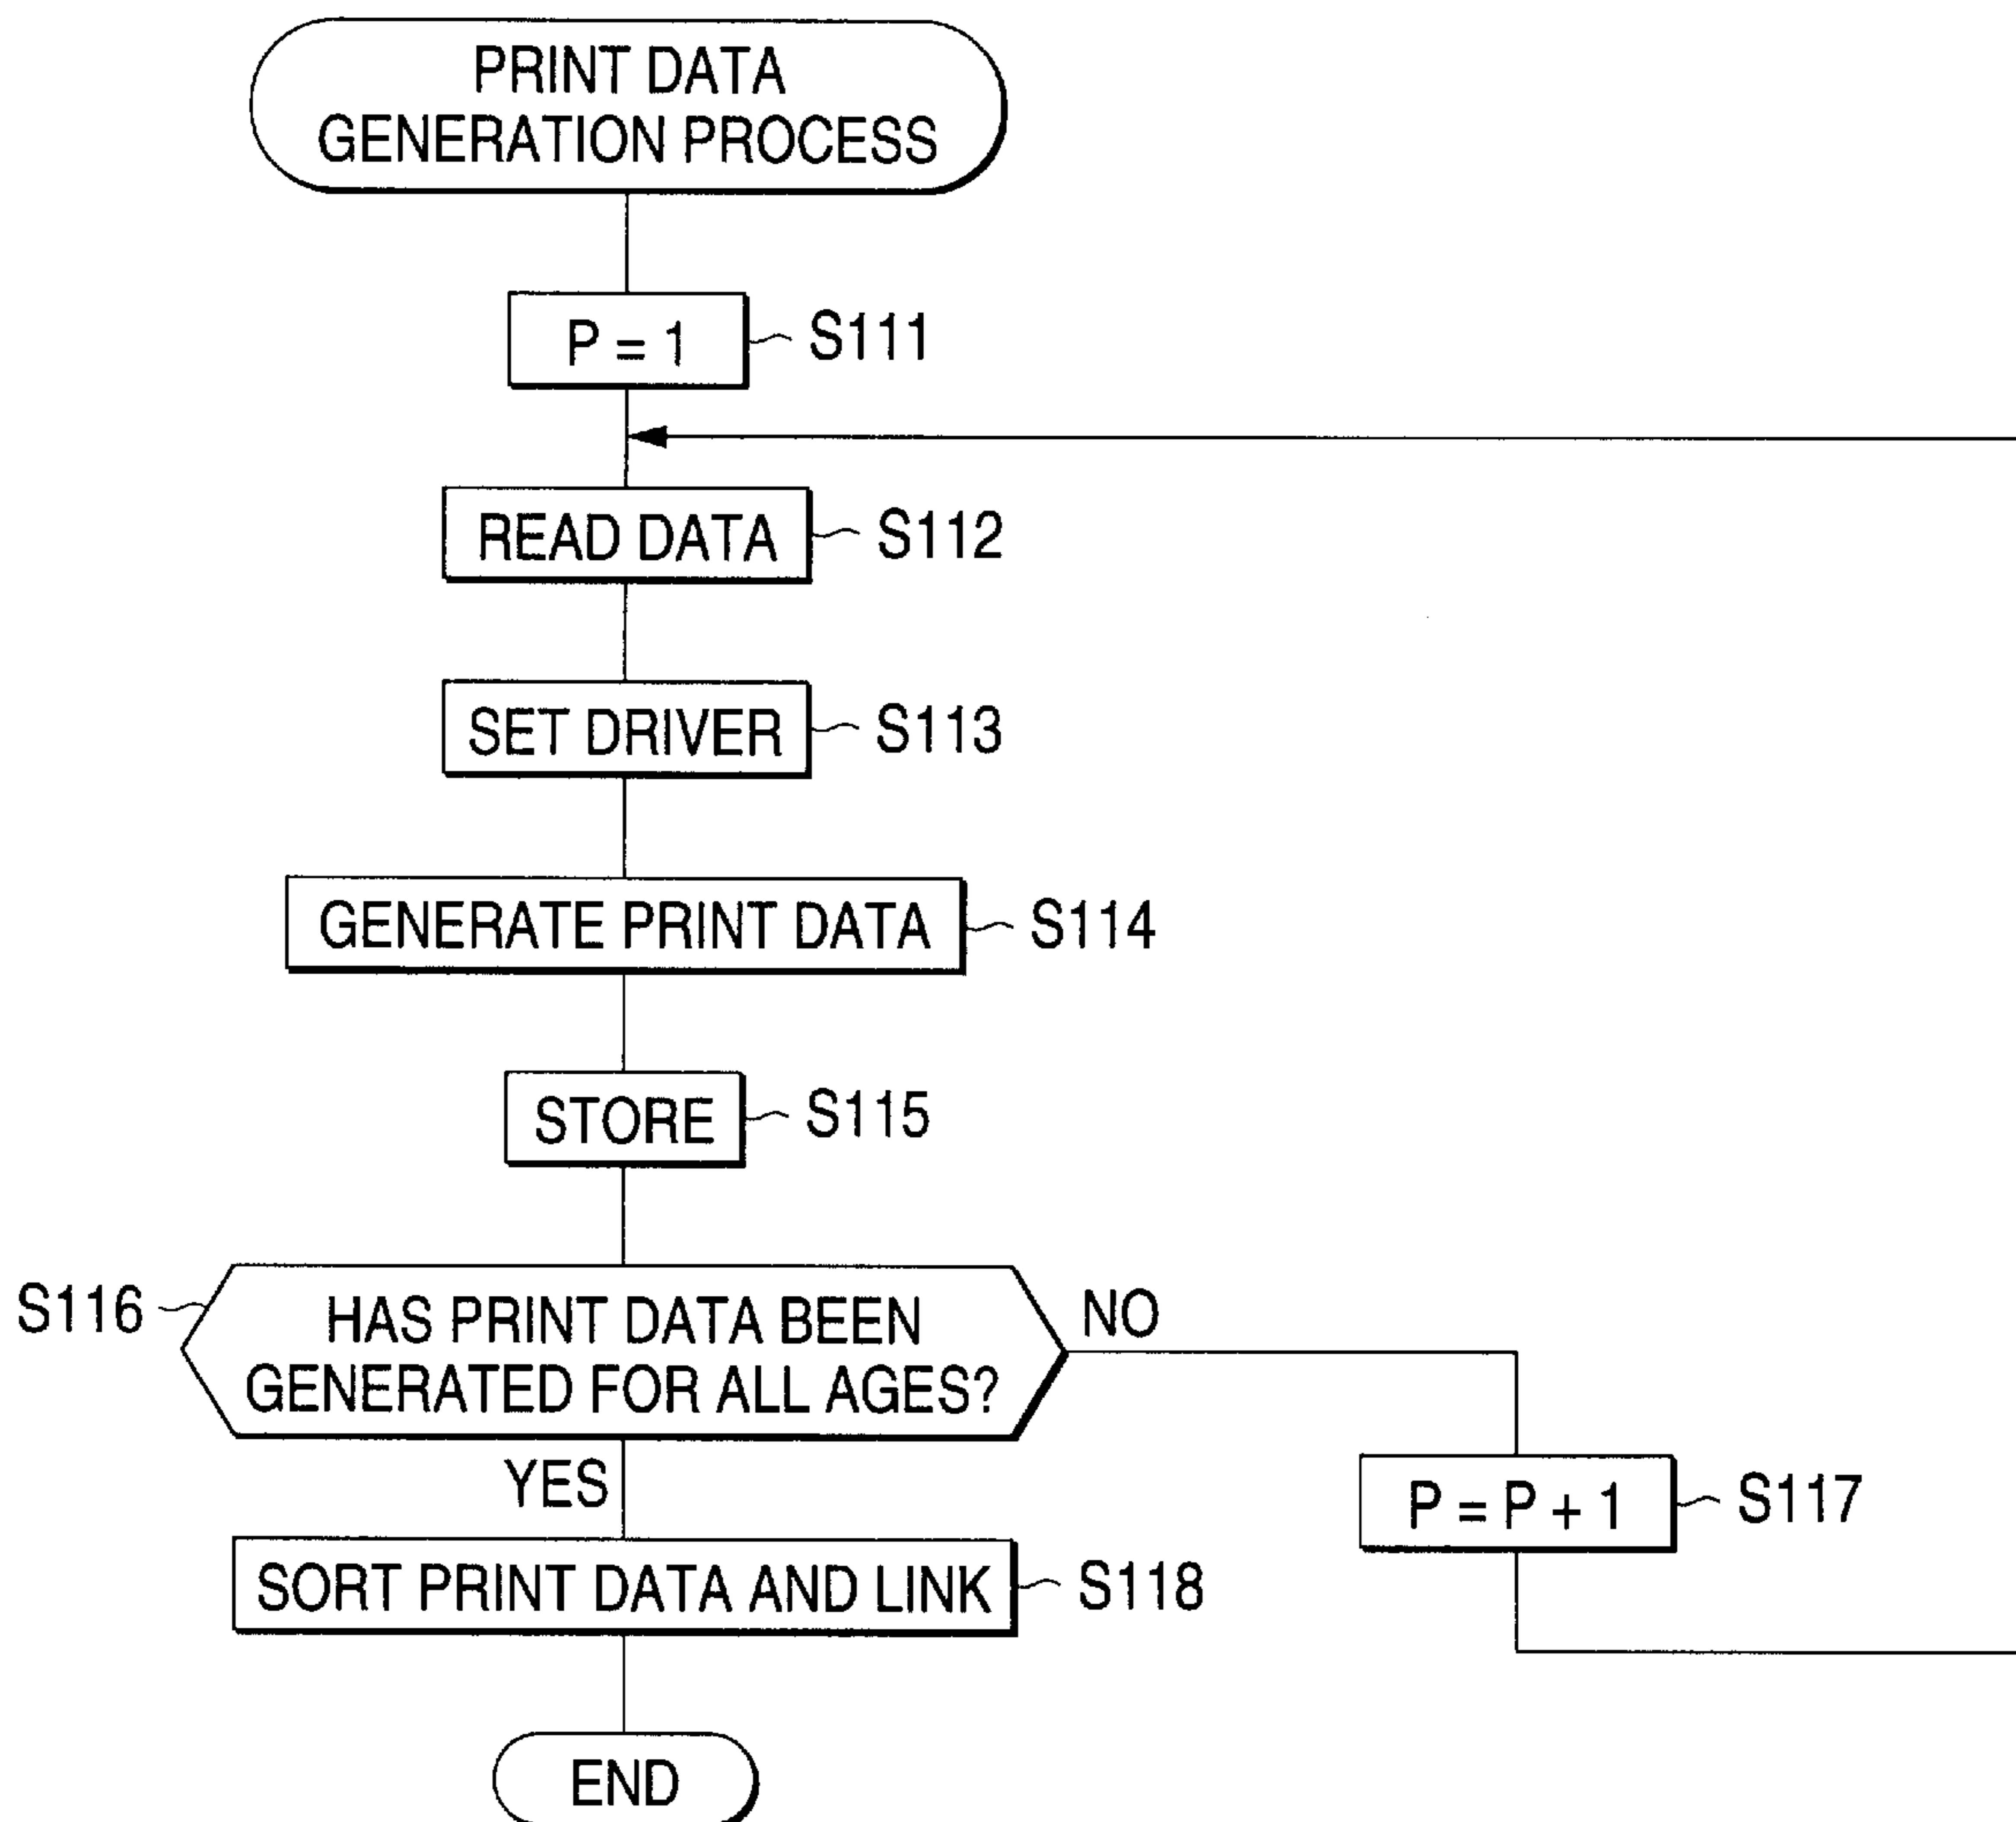 PRINT DATA
GENERATION PROCESS
P = 1
S111
READ DATA
S112
SET DRIVER
S113
GENERATE PRINT DATA
S114
STORE
S115
S116
HAS PRINT DATA BEEN
GENERATED FOR ALL AGES?
NO
YES
P = P + 1
S117
SORT PRINT DATA AND LINK
S118
END